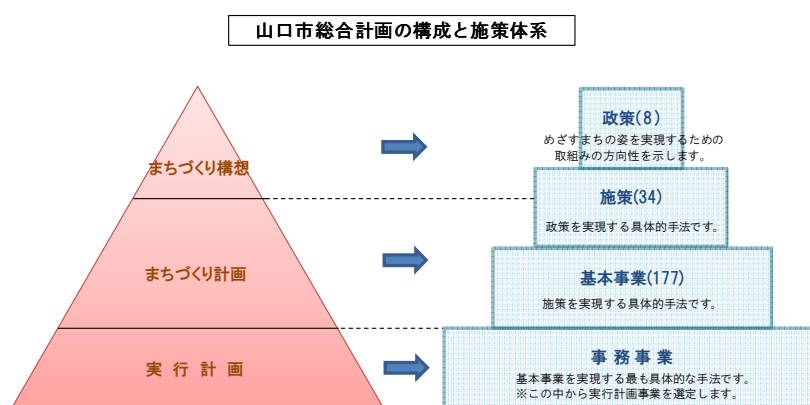 山口市総合計画の構成と施策体系
まちづくり構想
まちづくり計画
実 行 計 画
政策(8)
めざすまちの姿を実現するための
取組みの方向性を示します。
施策(34)
政策を実現する具体的手法です。
基本事業(177)
施策を実現する具体的手法です。
事 務 事 業
基本事業を実現する最も具体的な手法です。
※この中から実行計画事業を選定します。